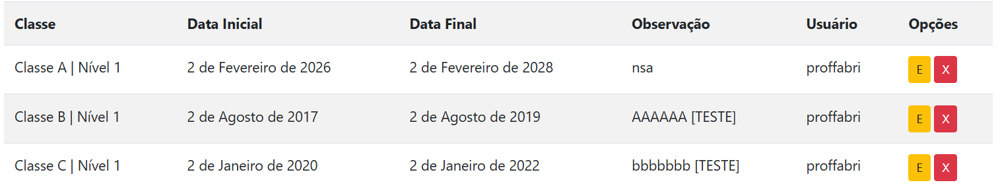 Classe Data Inicial Data Final Observação Usuário Opções
Classe A | Nível 1 2 de Fevereiro de 2026 2 de Fevereiro de 2028 nsa proffabri E X
Classe B | Nível 1 2 de Agosto de 2017 2 de Agosto de 2019 AAAAAA [TESTE] proffabri E X
Classe C | Nível 1 2 de Janeiro de 2020 2 de Janeiro de 2022 bbbbbbb [TESTE] proffabri E X